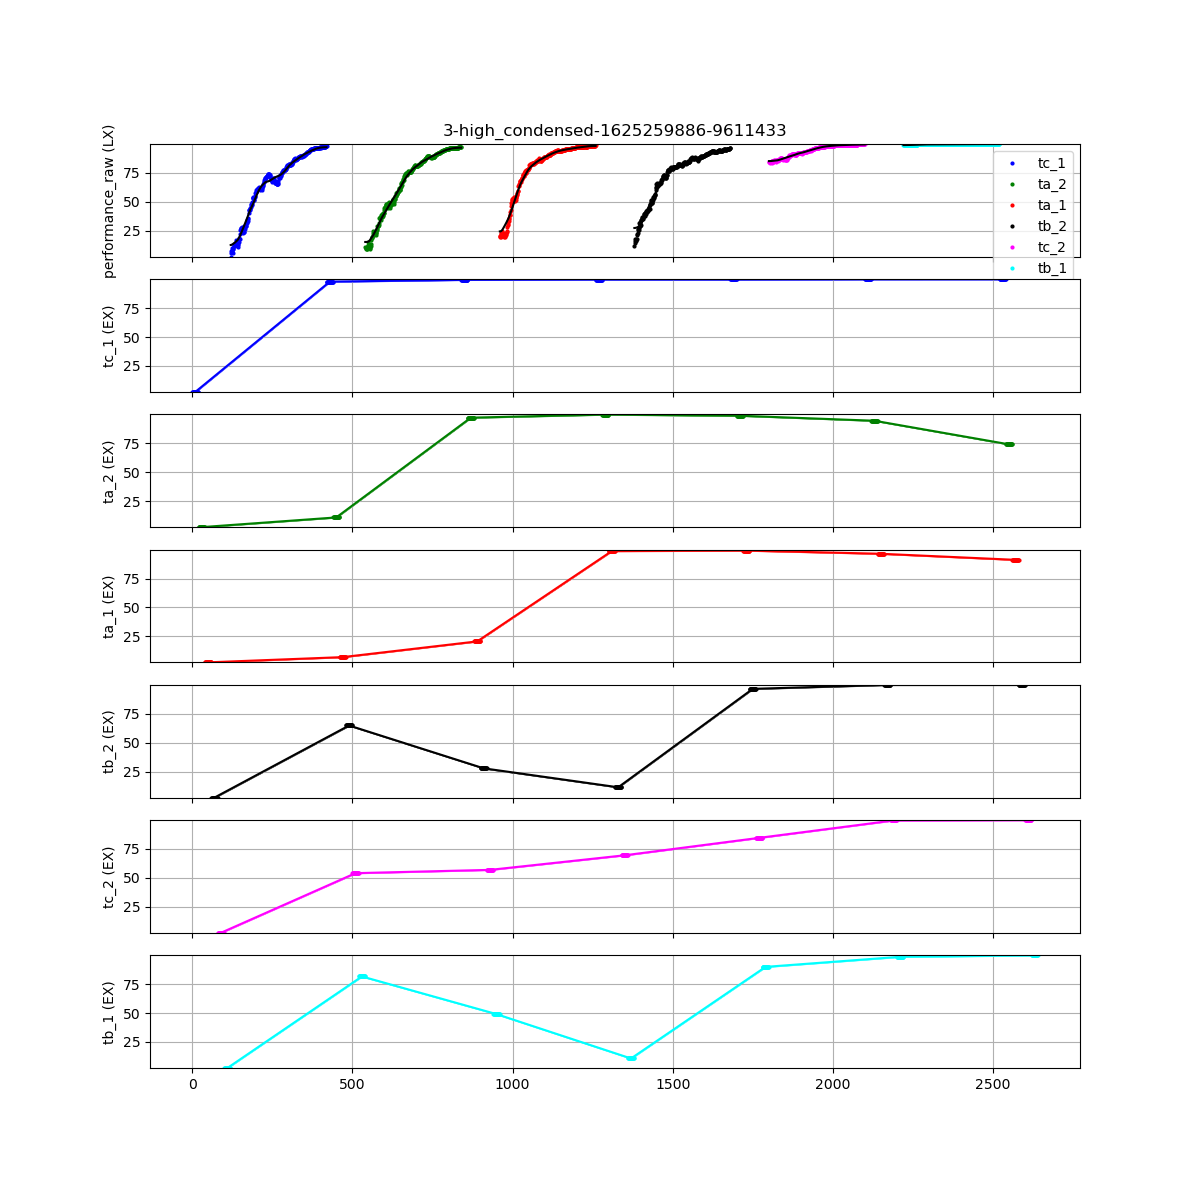 3-high_condensed-1625259886-9611433
performance_raw (LX)
75
50
25
tc_1
ta_2
ta_1
tb_2
tc_2
tb_1
tc_1 (EX)
75
50
25
ta_2 (EX)
75
50
25
ta_1 (EX)
75
50
25
tb_2 (EX)
75
50
25
tc_2 (EX)
75
50
25
tb_1 (EX)
75
50
25
0 500 1000 1500 2000 2500